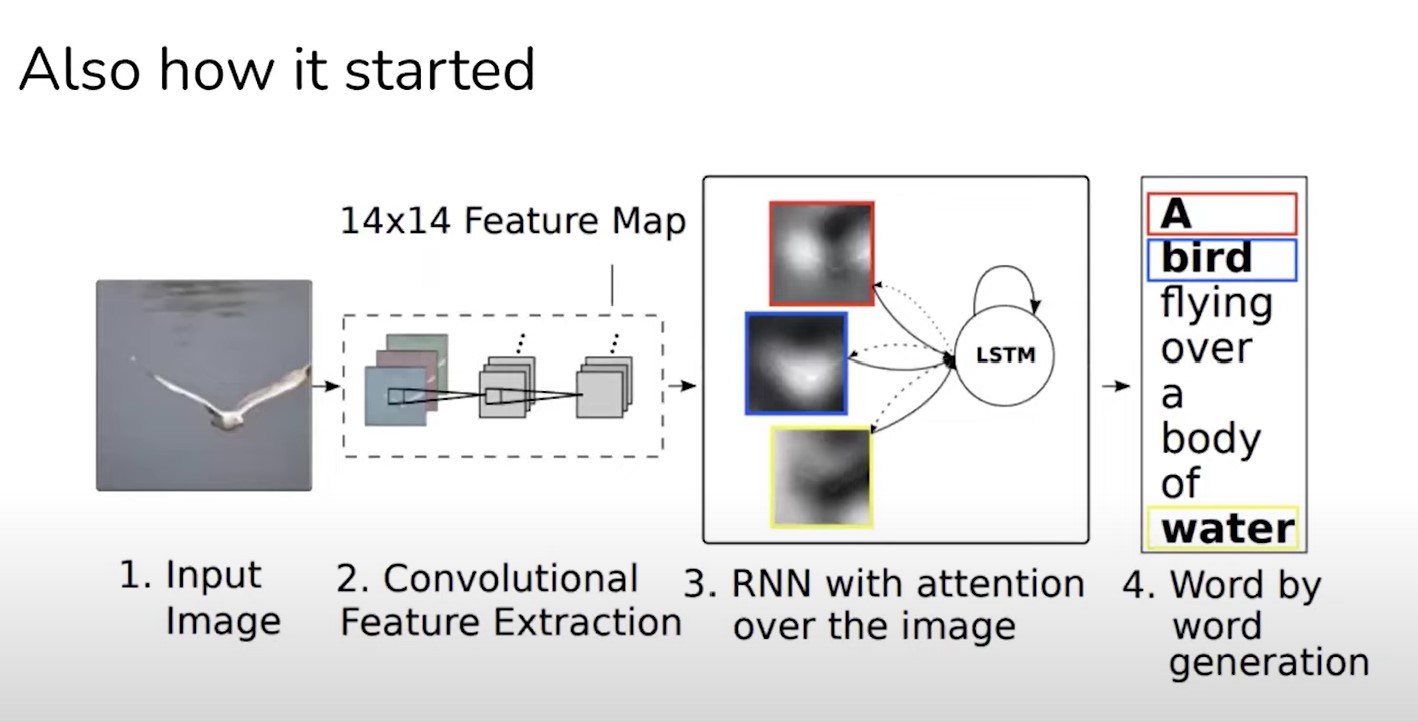 Also how it started
14x14 Feature Map
LSTM
A
bird
flying
over
a
body
of
water
1. Input
Image
2. Convolutional
Feature Extraction
3. RNN with attention
over the image
4. Word by
word
generation